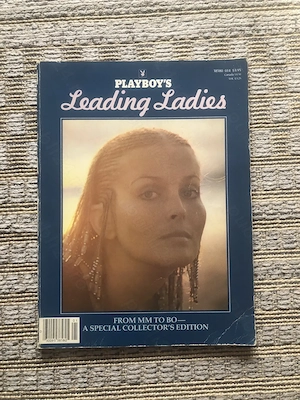 PLAYBOY'S
Leading Ladies
FROM MM TO BO—
A SPECIAL COLLECTOR'S EDITION